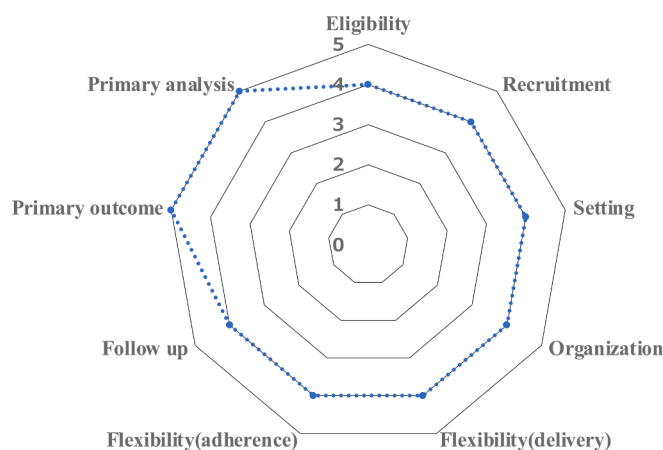 Eligibility
5
Primary analysis
4
Recruitment
3
2
1
Primary outcome
Setting
0
Follow up
Organization
Flexibility(adherence)
Flexibility(delivery)